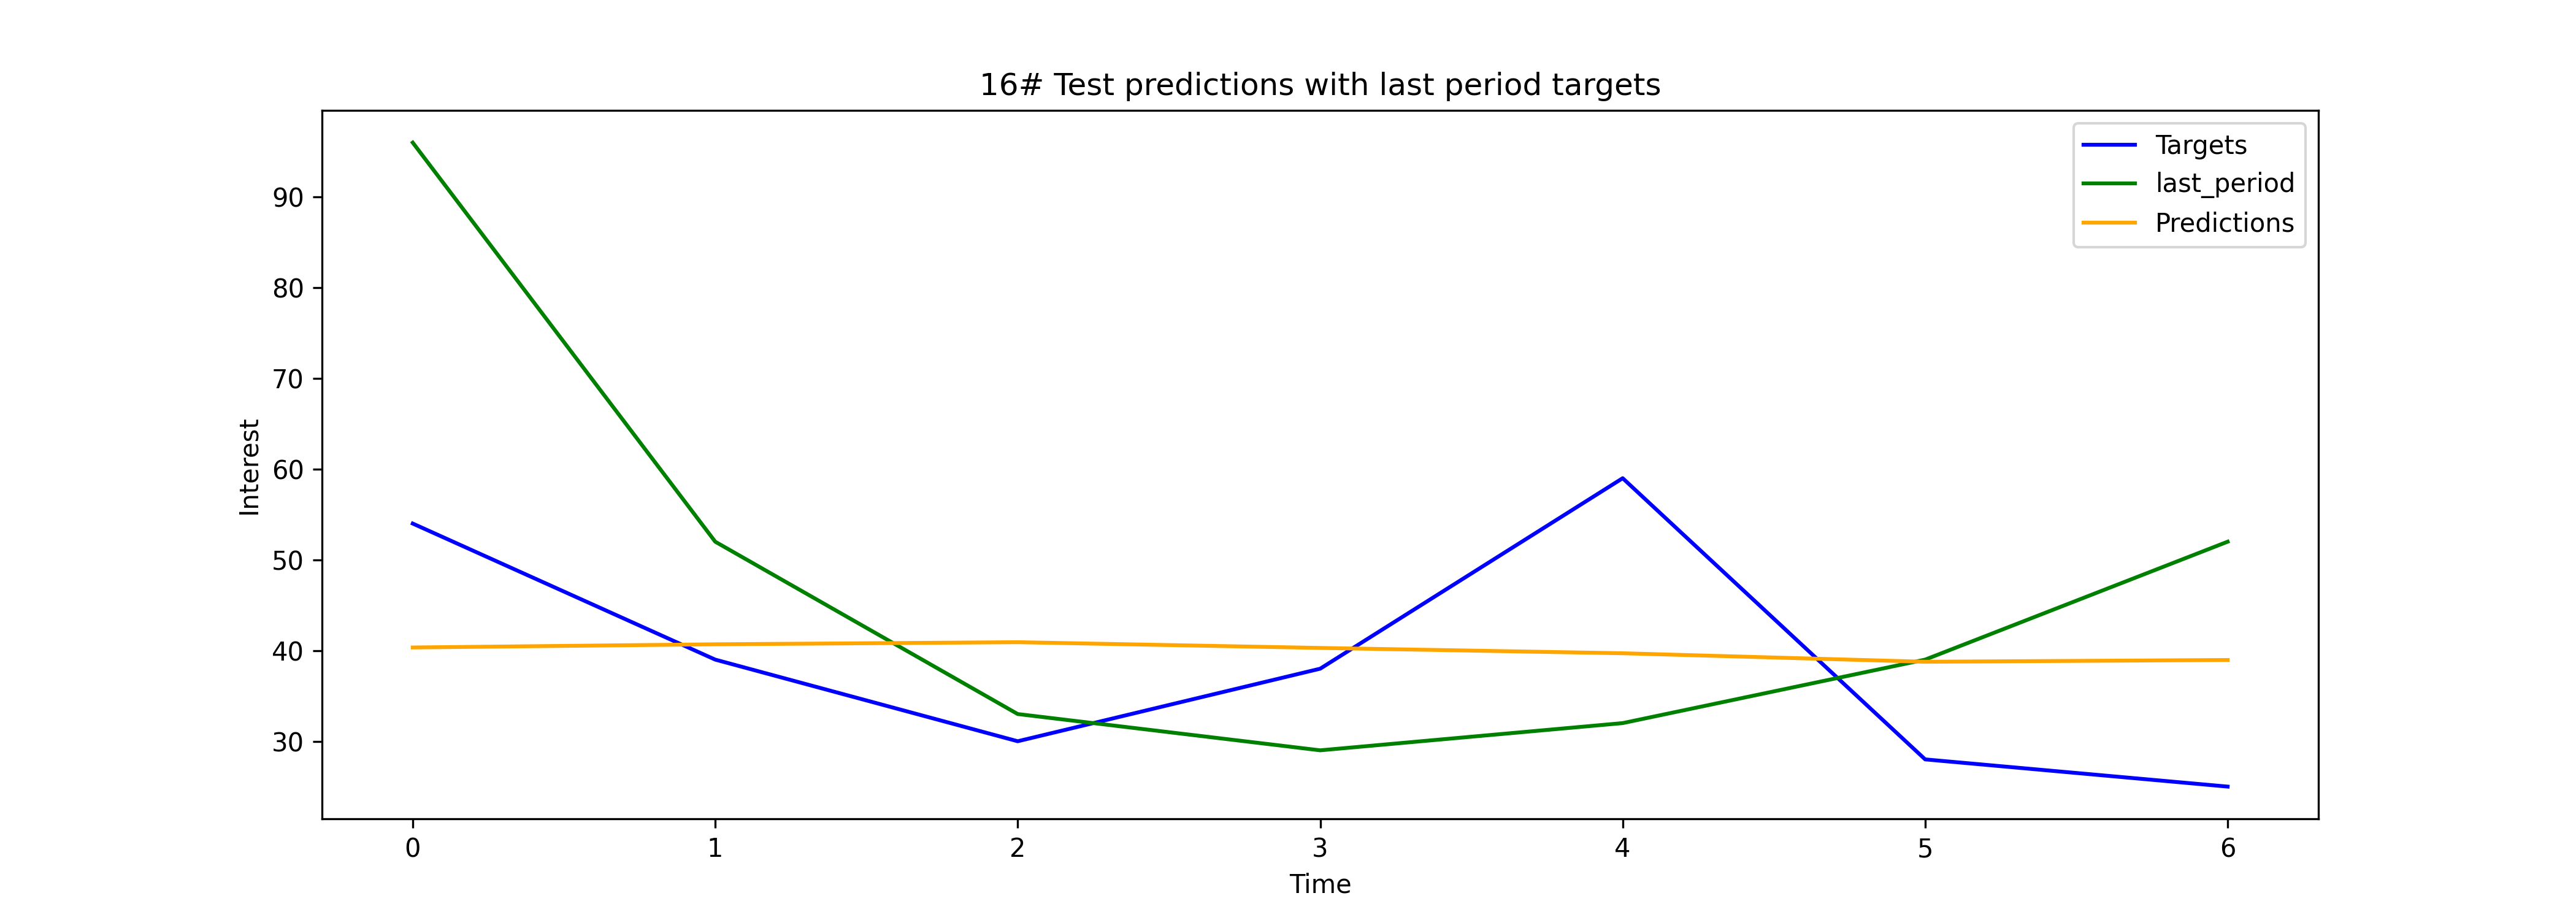 16# Test predictions with last period targets
Targets
last_period
Predictions
Interest
90
80
70
60
50
40
30
0 1 2 3 4 5 6
Time